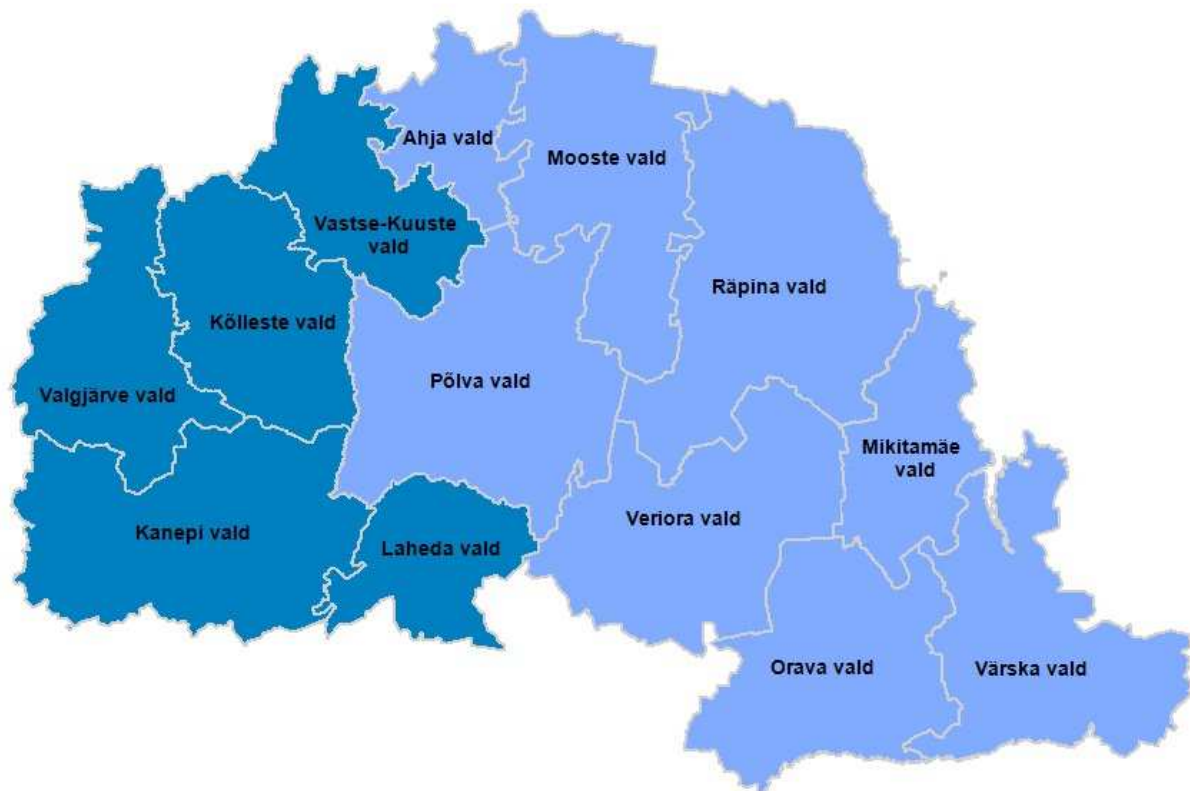 Ahja vald
Mooste vald
Vastse-Kuuste
vald
Räpina vald
Kõlleste vald
Põlva vald
Valgjärve vald
Mikitamäe
vald
Kanepi vald
Veriora vald
Laheda vald
Orava vald
Värska vald